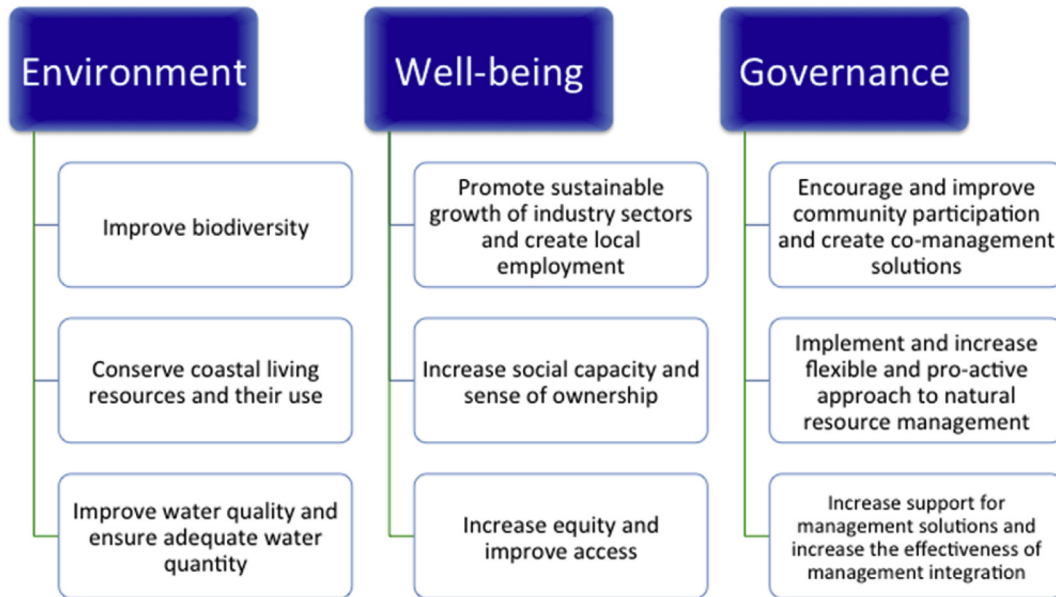 Environment
Improve biodiversity
Conserve coastal living
resources and their use
Improve water quality and
ensure adequate water
quantity
Well-being
Promote sustainable
growth of industry sectors
and create local
employment
Increase social capacity and
sense of ownership
Increase equity and
improve access
Governance
Encourage and improve
community participation
and create co-management
solutions
Implement and increase
flexible and pro-active
approach to natural
resource management
Increase support for
management solutions and
increase the effectiveness of
management integration